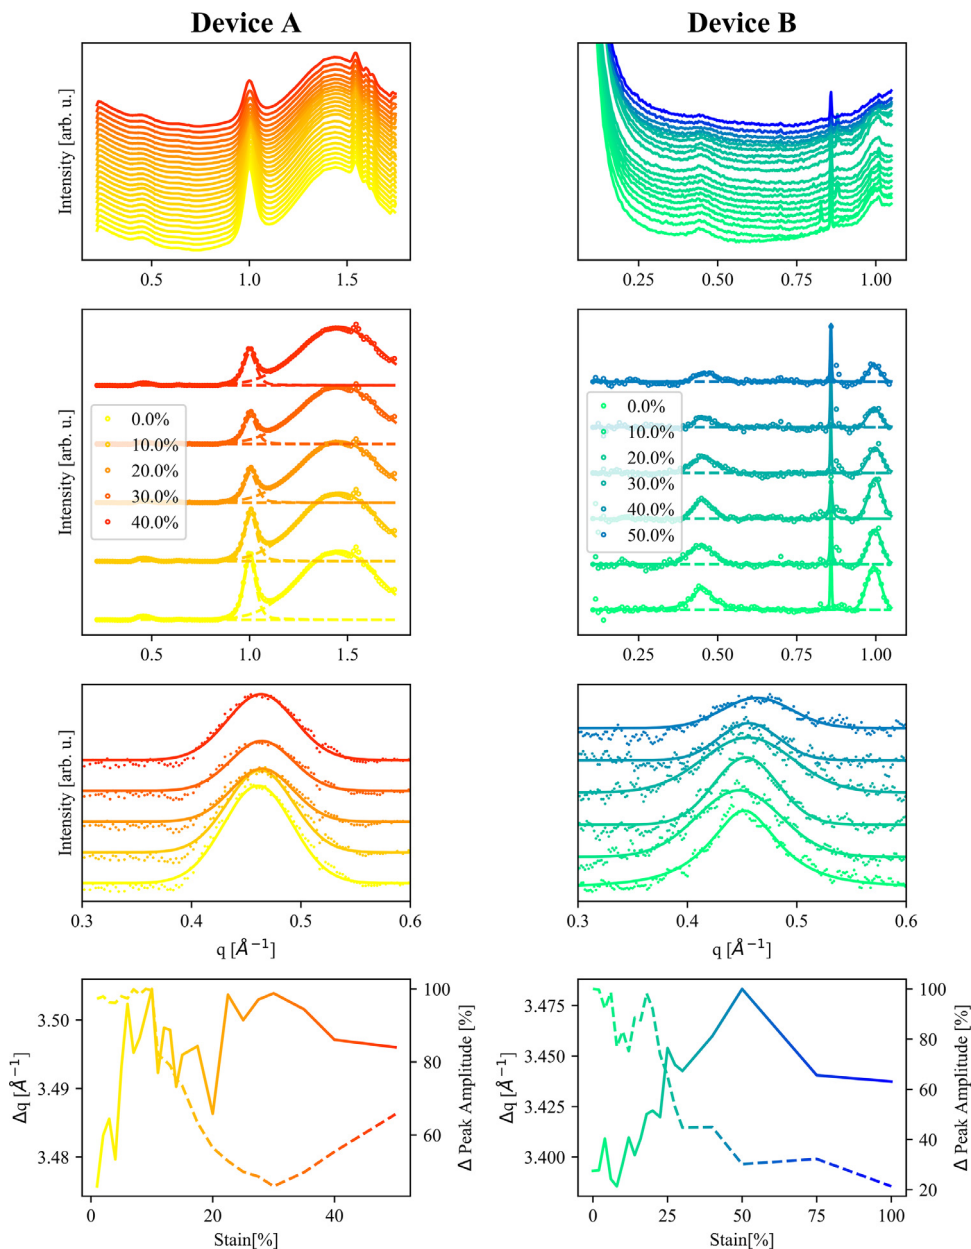 Device A
Device B
Intensity [arb. u.]
Intensity [arb. u.]
0.5 1.0 1.5
0.25 0.50 0.75 1.00
Intensity [arb. u.]
0.0%
10.0%
20.0%
30.0%
40.0%
Intensity [arb. u.]
0.0%
10.0%
20.0%
30.0%
40.0%
50.0%
0.5 1.0 1.5
0.25 0.50 0.75 1.00
Intensity [arb. u.]
0.3 0.4 0.5 0.6
q [Å⁻¹]
Intensity [arb. u.]
0.3 0.4 0.5 0.6
q [Å⁻¹]
Δq [Å⁻¹]
3.50
3.49
3.48
100
80
60
Δ Peak Amplitude [%]
0 20 40
Stain[%]
Δq [Å⁻¹]
3.475
3.450
3.425
3.400
100
80
60
40
20
Δ Peak Amplitude [%]
0 25 50 75 100
Stain[%]